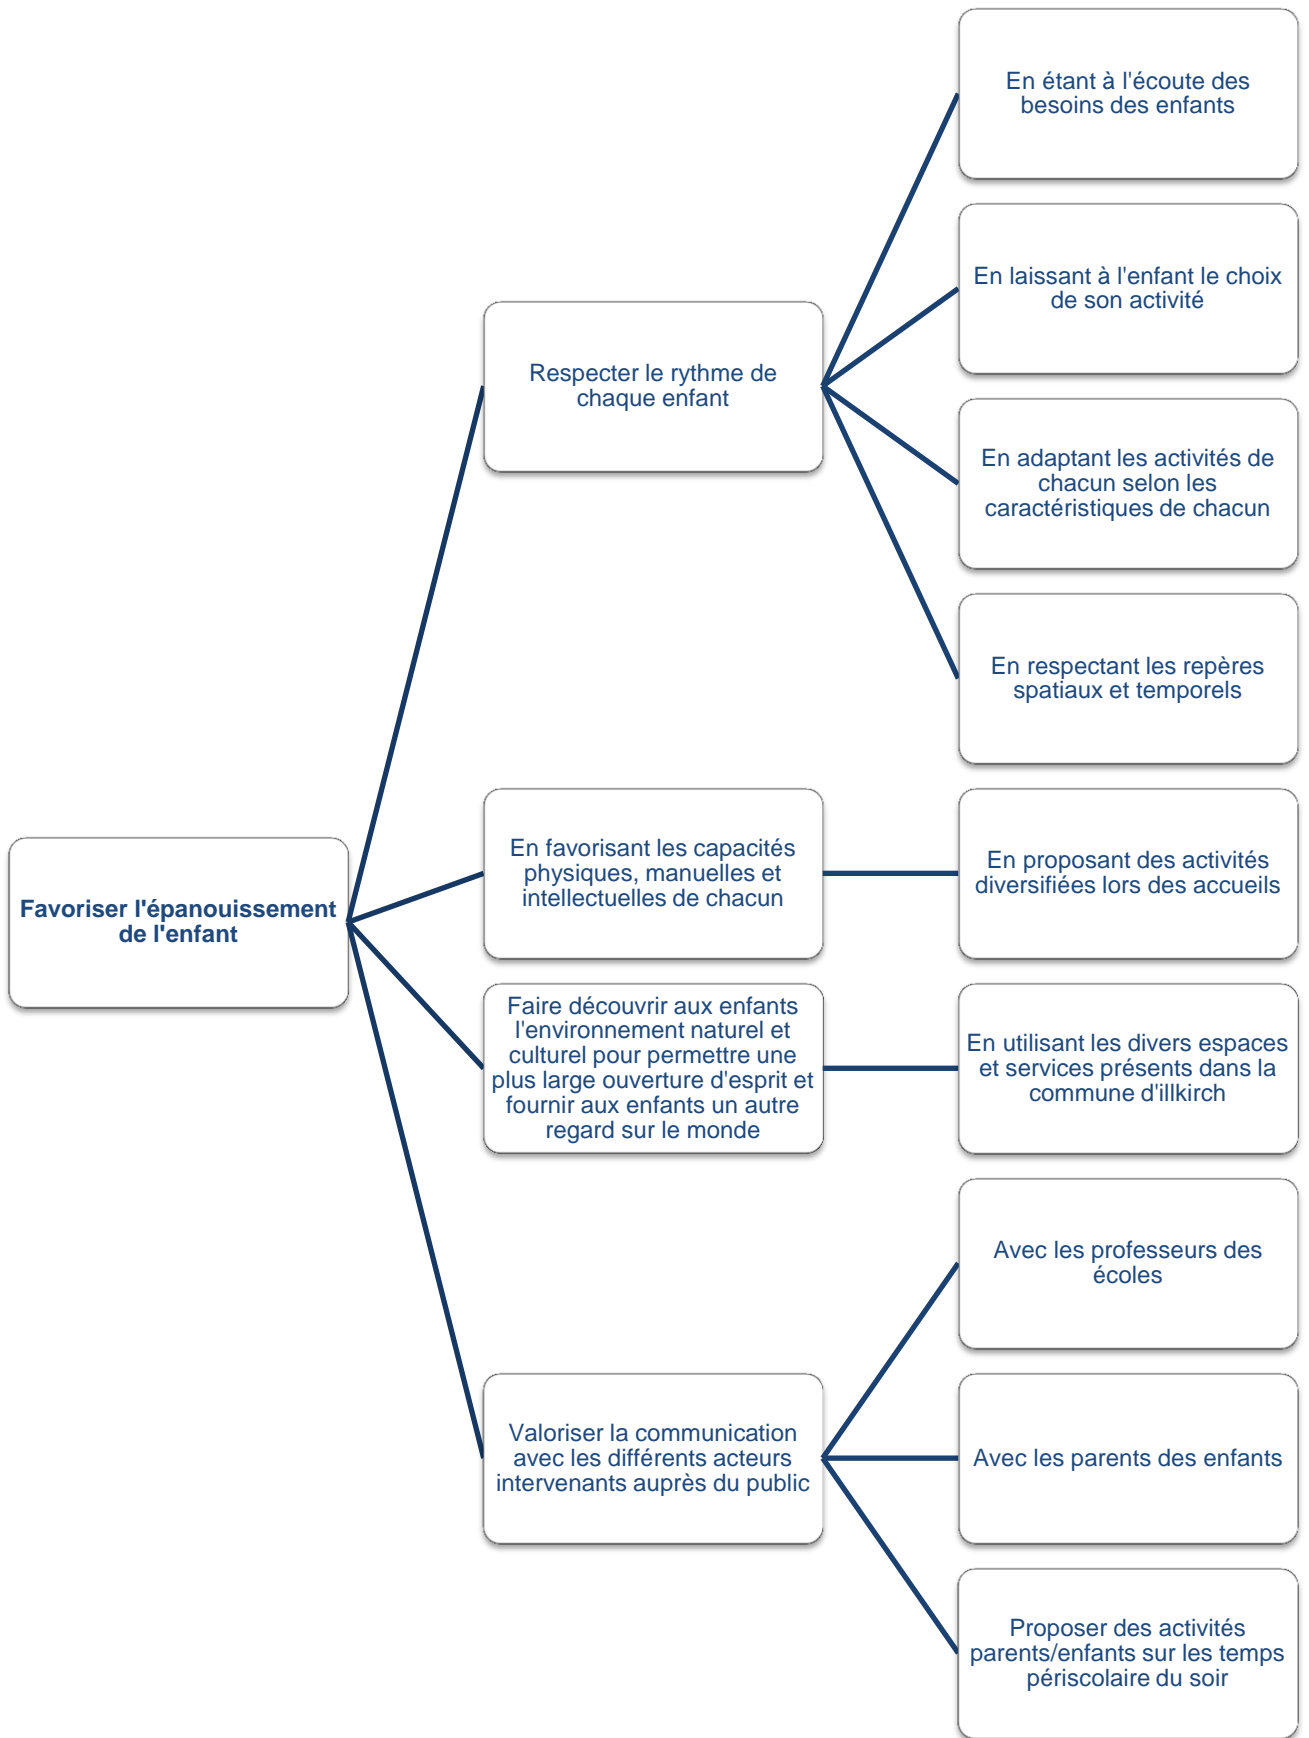 Favoriser l'épanouissement
de l'enfant
Respecter le rythme de
chaque enfant
En étant à l'écoute des
besoins des enfants
En laissant à l'enfant le choix
de son activité
En adaptant les activités de
chacun selon les
caractéristiques de chacun
En respectant les repères
spatiaux et temporels
En favorisant les capacités
physiques, manuelles et
intellectuelles de chacun
En proposant des activités
diversifiées lors des accueils
Faire découvrir aux enfants
l'environnement naturel et
culturel pour permettre une
plus large ouverture d'esprit et
fournir aux enfants un autre
regard sur le monde
En utilisant les divers espaces
et services présents dans la
commune d'illkirch
Valoriser la communication
avec les différents acteurs
intervenants auprès du public
Avec les professeurs des
écoles
Avec les parents des enfants
Proposer des activités
parents/enfants sur les temps
périscolaire du soir